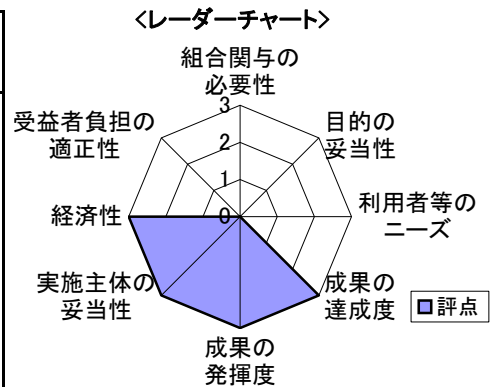 <レーダーチャート>
組合関与の
必要性
目的の
妥当性
利用者等の
ニーズ
成果の
達成度
成果の
発揮度
実施主体の
妥当性
経済性
受益者負担の
適正性
3
2
1
0
評点